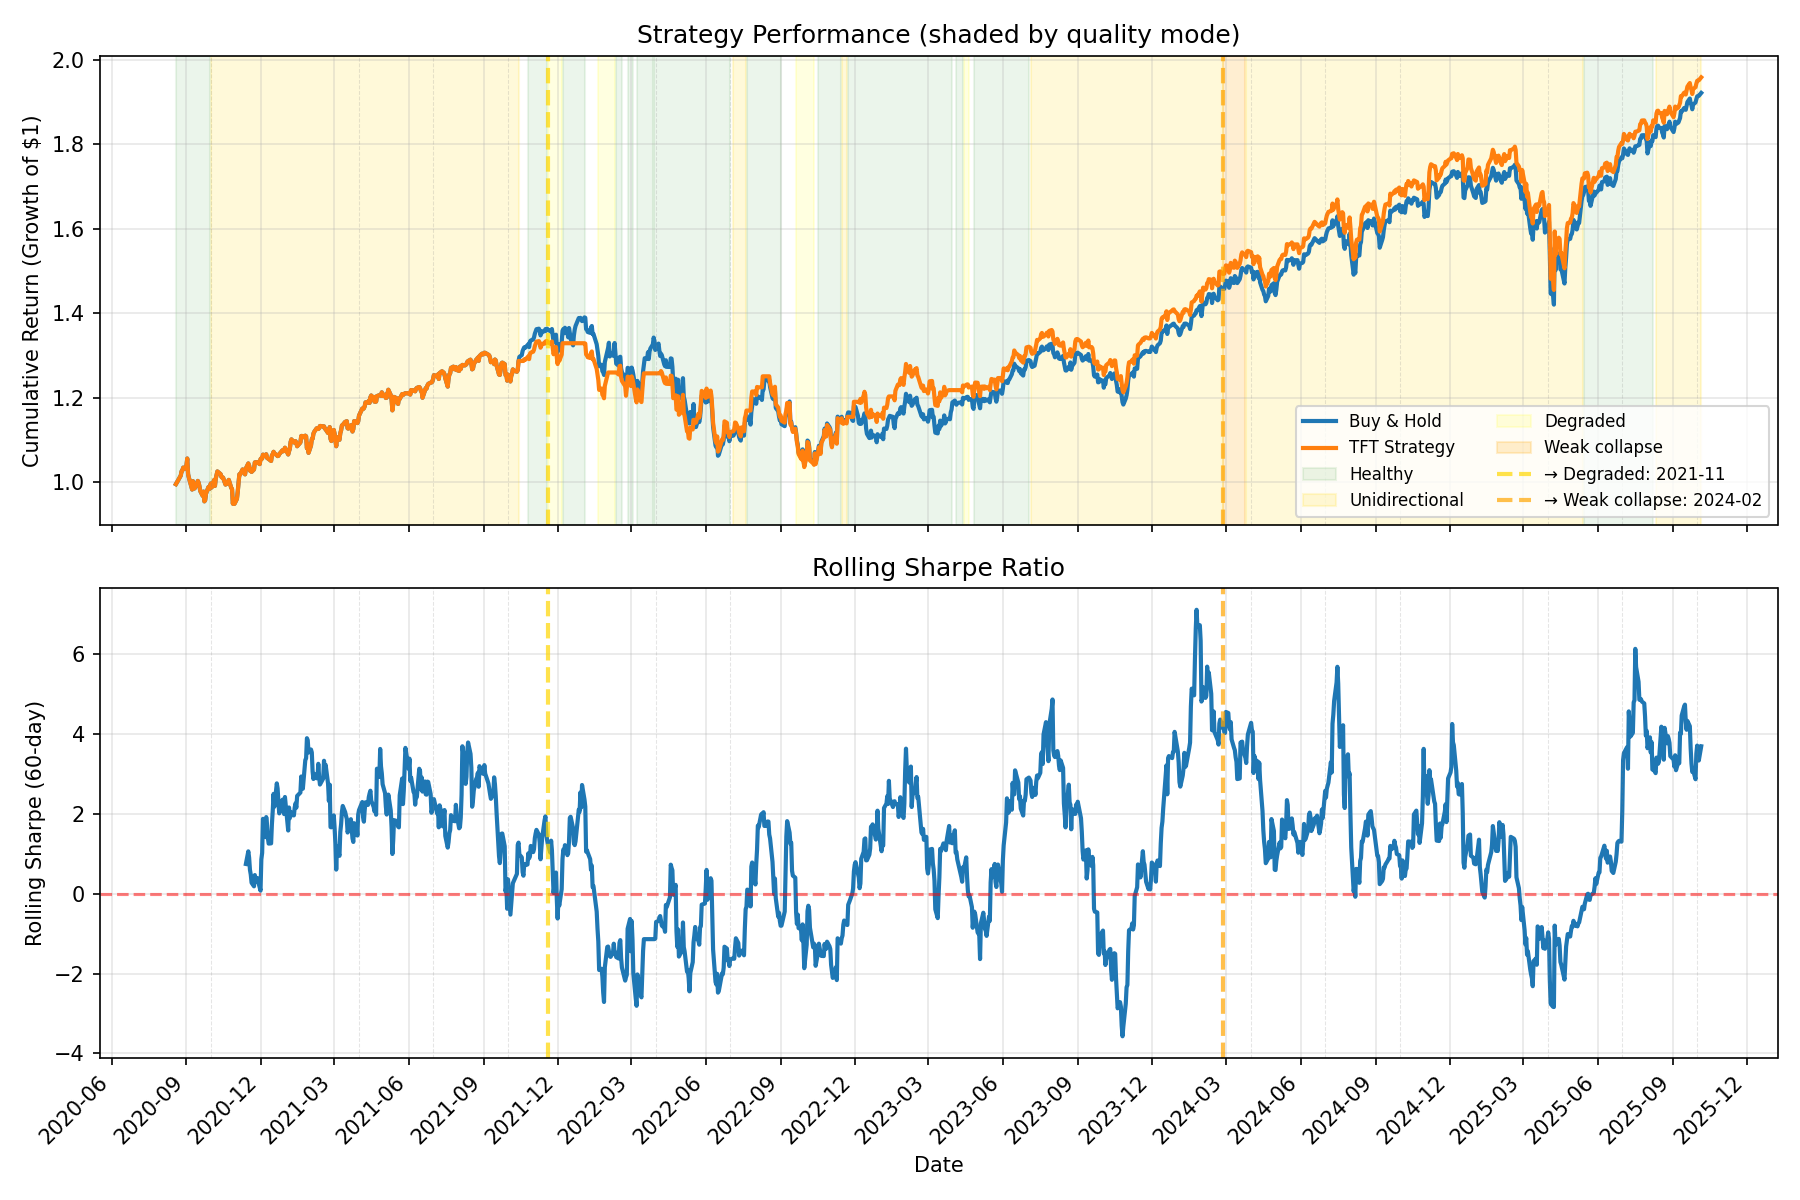 Strategy Performance (shaded by quality mode)
Cumulative Return (Growth of $1)
2.0
1.8
1.6
1.4
1.2
1.0
Buy & Hold
TFT Strategy
Healthy
Unidirectional
Degraded
Weak collapse
→ Degraded: 2021-11
→ Weak collapse: 2024-02
Rolling Sharpe Ratio
Rolling Sharpe (60-day)
6
4
2
0
−2
−4
2020-06
2020-09
2020-12
2021-03
2021-06
2021-09
2021-12
2022-03
2022-06
2022-09
2022-12
2023-03
2023-06
2023-09
2023-12
2024-03
2024-06
2024-09
2024-12
2025-03
2025-06
2025-09
2025-12
Date